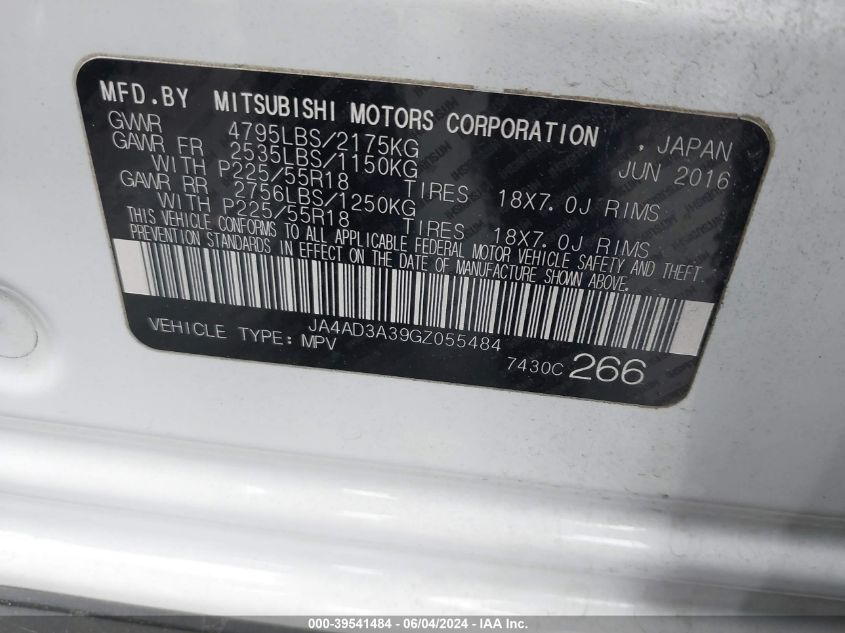 MFD.BY MITSUBISHI MOTORS CORPORATION , JAPAN
GVWR 4795LBS/2175KG JUN 2016
GAWR FR 2535LBS/1150KG
WITH P225/55R18 TIRES 18X7.0J RIMS
GAWR RR 2756LBS/1250KG
WITH P225/55R18 TIRES 18X7.0J RIMS
THIS VEHICLE CONFORMS TO ALL APPLICABLE FEDERAL MOTOR VEHICLE SAFETY AND THEFT
PREVENTION STANDARDS IN EFFECT ON THE DATE OF MANUFACTURE SHOWN ABOVE.
JA4AD3A39GZ055484
VEHICLE TYPE: MPV 7430C 266
000-39541484 - 06/04/2024 - IAA Inc.